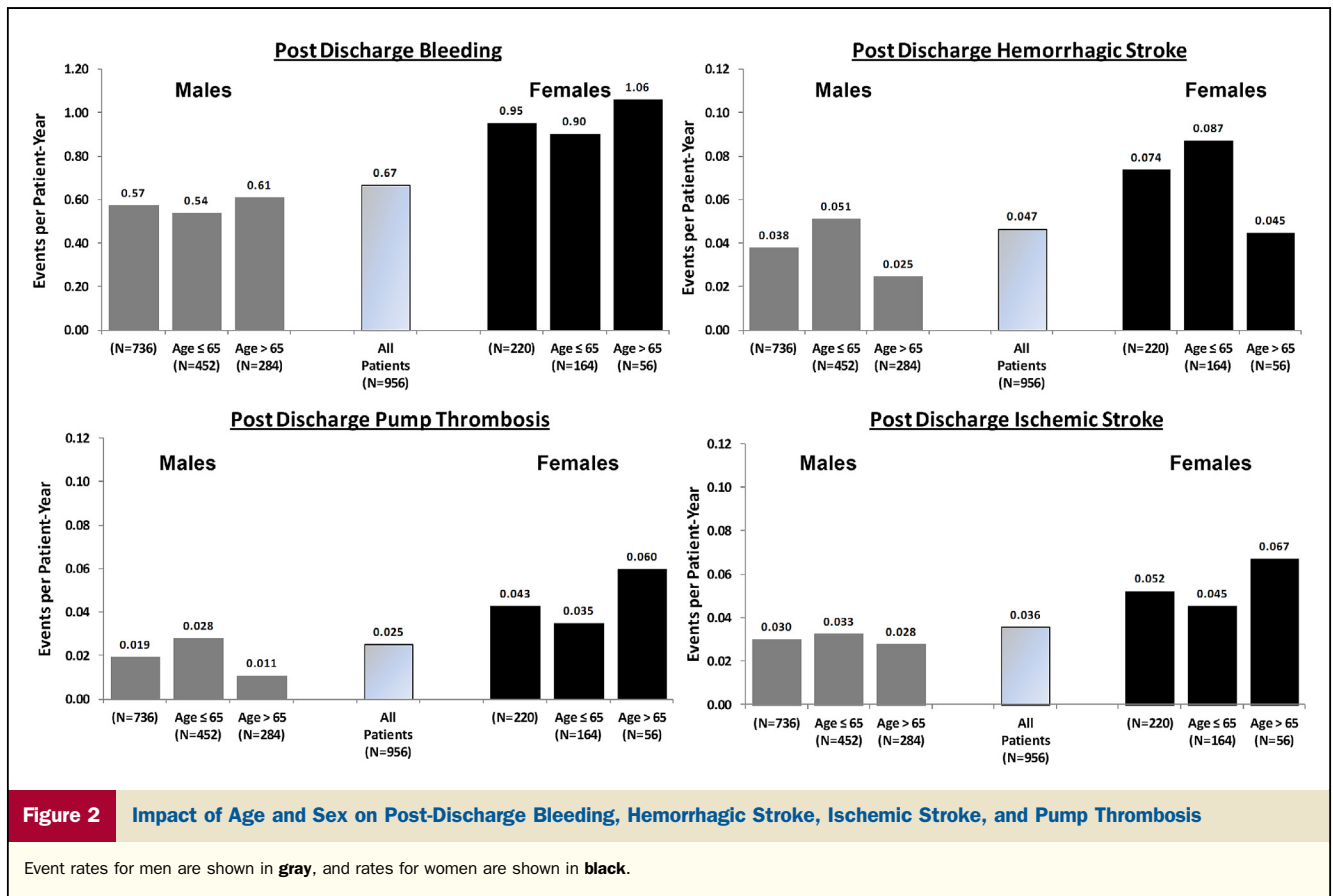 Post Discharge Bleeding
Events per Patient-Year
1.20
1.00
0.80
0.60
0.40
0.20
0.00
Males
Females
0.57
0.54
0.61
0.67
0.95
0.90
1.06
(N=736)
Age ≤ 65
(N=452)
Age > 65
(N=284)
All
Patients
(N=956)
(N=220)
Age ≤ 65
(N=164)
Age > 65
(N=56)
Post Discharge Hemorrhagic Stroke
Events per Patient-Year
0.12
0.10
0.08
0.06
0.04
0.02
0.00
Males
Females
0.038
0.051
0.025
0.047
0.074
0.087
0.045
(N=736)
Age ≤ 65
(N=452)
Age > 65
(N=284)
All
Patients
(N=956)
(N=220)
Age ≤ 65
(N=164)
Age > 65
(N=56)
Post Discharge Pump Thrombosis
Events per Patient-Year
0.12
0.10
0.08
0.06
0.04
0.02
0.00
Males
Females
0.019
0.028
0.011
0.025
0.043
0.035
0.060
(N=736)
Age ≤ 65
(N=452)
Age > 65
(N=284)
All
Patients
(N=956)
(N=220)
Age ≤ 65
(N=164)
Age > 65
(N=56)
Post Discharge Ischemic Stroke
Events per Patient-Year
0.12
0.10
0.08
0.06
0.04
0.02
0.00
Males
Females
0.030
0.033
0.028
0.036
0.052
0.045
0.067
(N=736)
Age ≤ 65
(N=452)
Age > 65
(N=284)
All
Patients
(N=956)
(N=220)
Age ≤ 65
(N=164)
Age > 65
(N=56)
Figure 2 Impact of Age and Sex on Post-Discharge Bleeding, Hemorrhagic Stroke, Ischemic Stroke, and Pump Thrombosis
Event rates for men are shown in gray, and rates for women are shown in black.